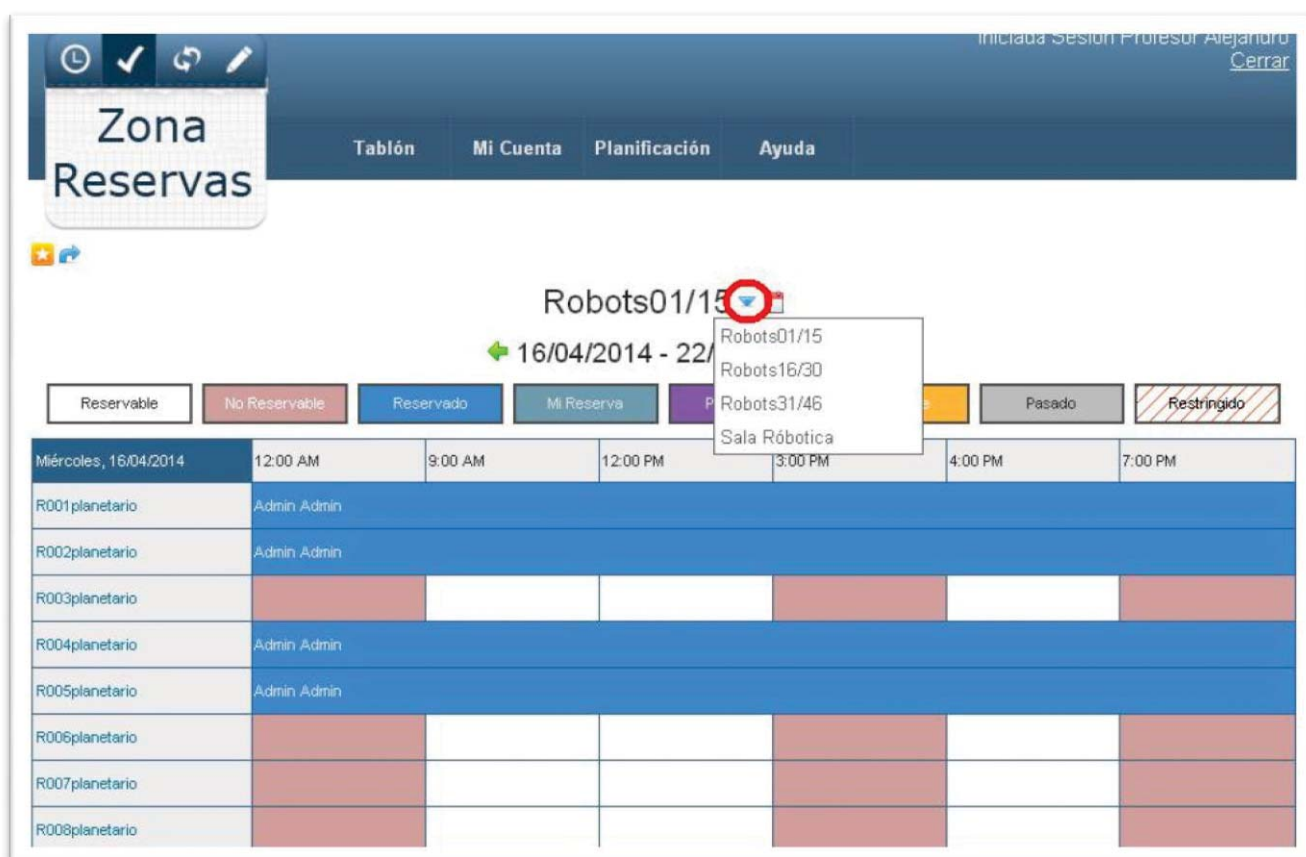 Iniciada Sesión Profesor Alejandro
Cerrar
Zona
Reservas
Tablón Mi Cuenta Planificación Ayuda
Robots01/15
16/04/2014 - 22/
Robots01/15
Robots16/30
Robots31/46
Sala Róbotica
Reservable No Reservable Reservado Mi Reserva P e Pasado Restringido
Miércoles, 16/04/2014 12:00 AM 9:00 AM 12:00 PM 3:00 PM 4:00 PM 7:00 PM
R001planetario Admin Admin
R002planetario Admin Admin
R003planetario
R004planetario Admin Admin
R005planetario Admin Admin
R006planetario
R007planetario
R008planetario